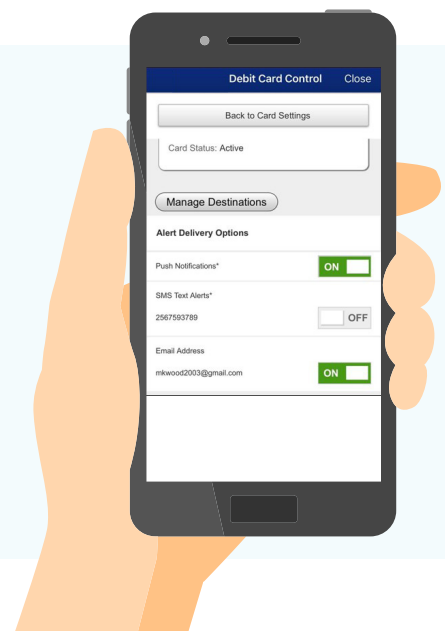 Debit Card Control Close
Back to Card Settings
Card Status: Active
Manage Destinations
Alert Delivery Options
Push Notifications* ON
SMS Text Alerts*
2567593789 OFF
Email Address
mkwood2003@gmail.com ON